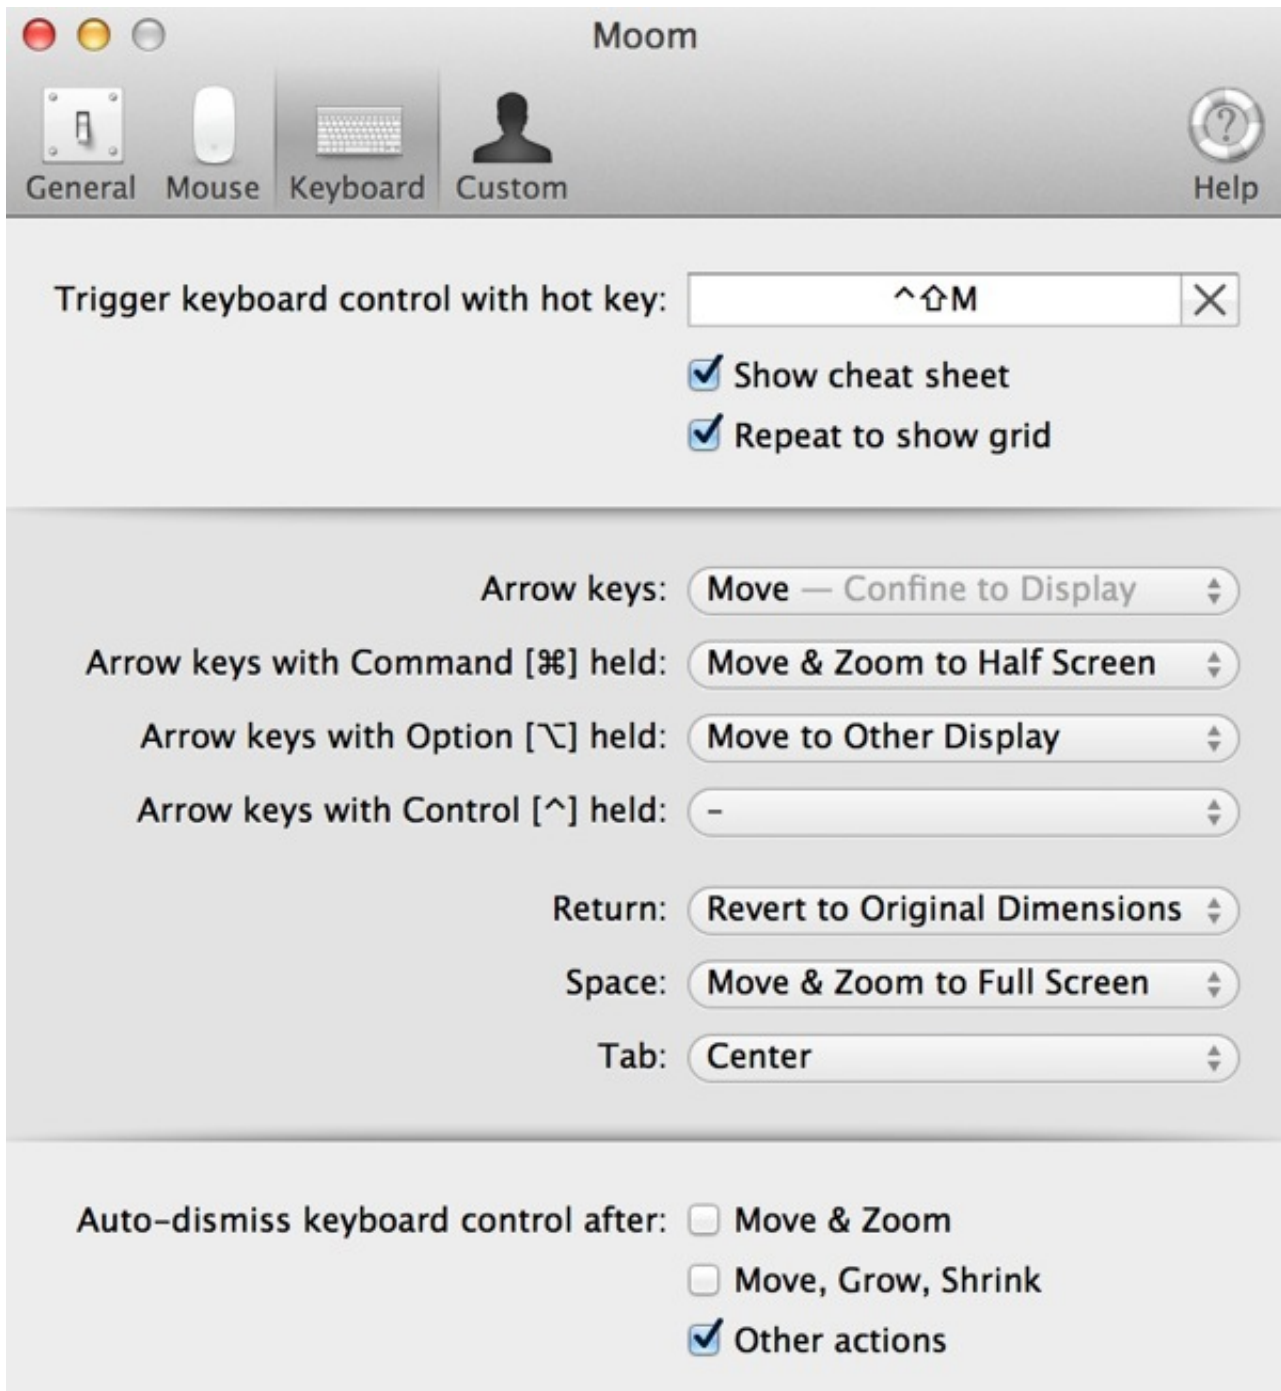 Moom
General Mouse Keyboard Custom Help
Trigger keyboard control with hot key: ^⇧M
Show cheat sheet
Repeat to show grid
Arrow keys: Move — Confine to Display
Arrow keys with Command [⌘] held: Move & Zoom to Half Screen
Arrow keys with Option [⌥] held: Move to Other Display
Arrow keys with Control [^] held: –
Return: Revert to Original Dimensions
Space: Move & Zoom to Full Screen
Tab: Center
Auto-dismiss keyboard control after: Move & Zoom
Move, Grow, Shrink
Other actions